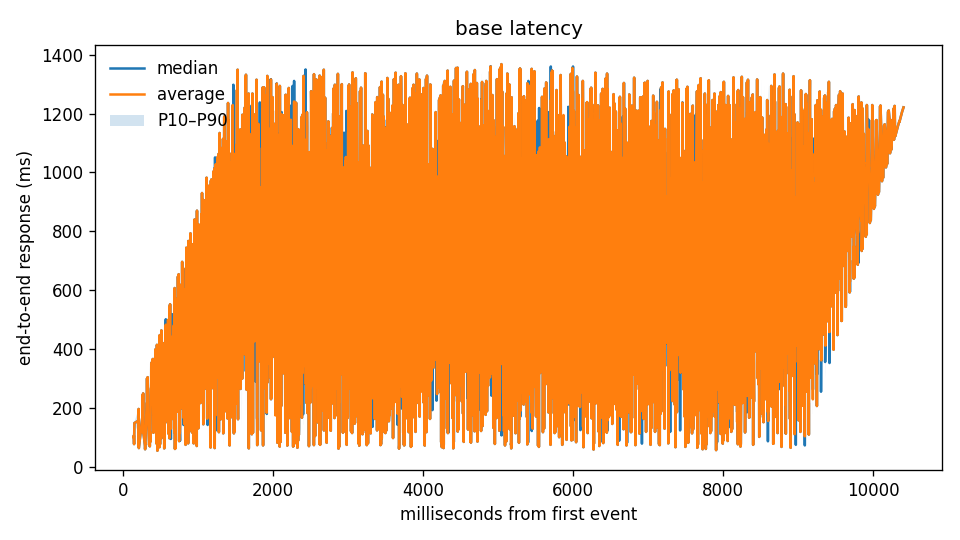 base latency
1400
1200
1000
800
600
400
200
0
end-to-end response (ms)
median
average
P10–P90
0
2000
4000
6000
8000
10000
milliseconds from first event